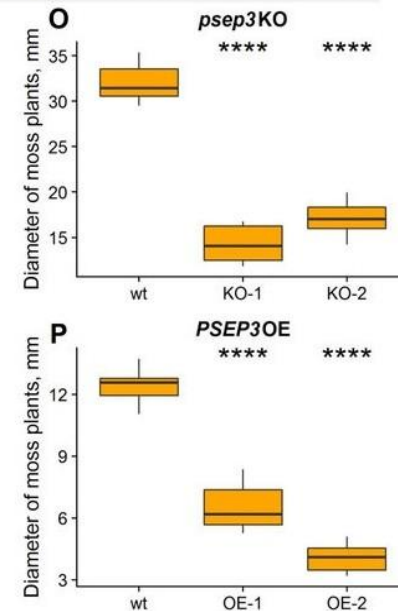 O
psep3KO
Diameter of moss plants, mm
35
30
25
20
15
****
****
wt
KO-1
KO-2
P
PSEP3OE
Diameter of moss plants, mm
12
9
6
3
****
****
wt
OE-1
OE-2